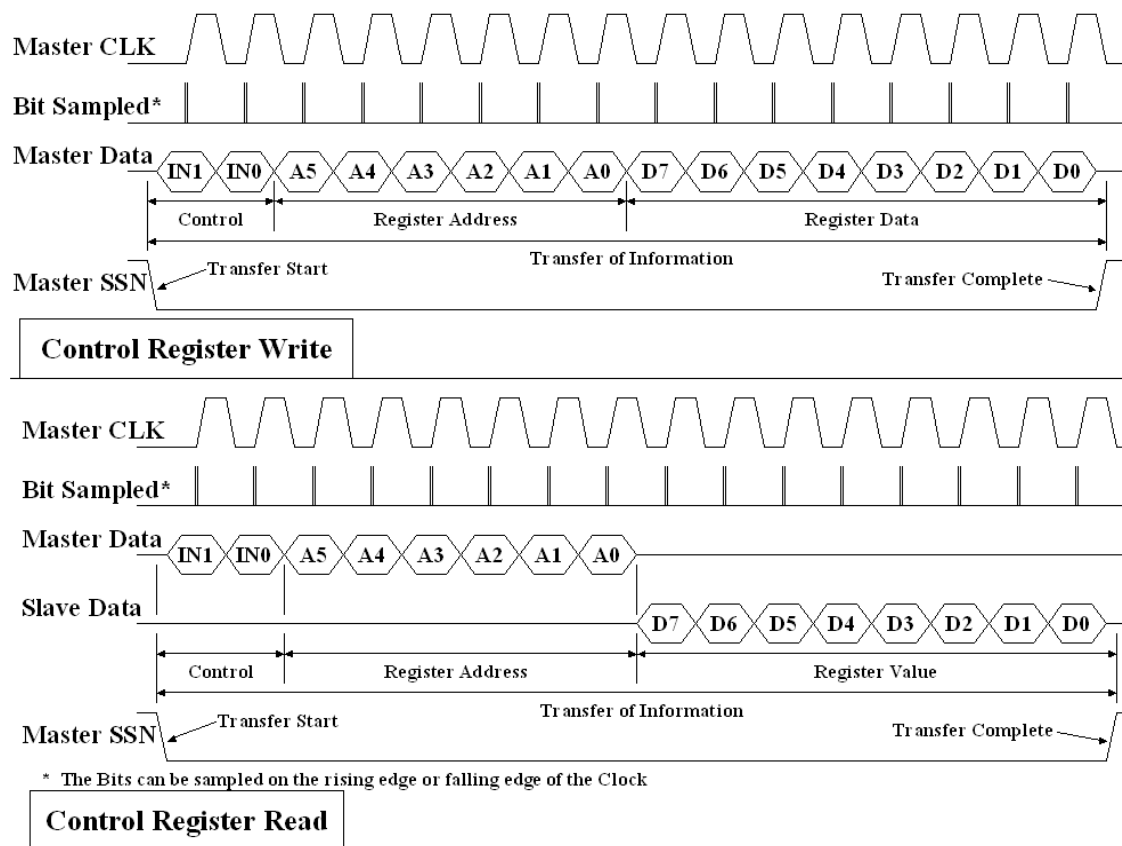 Master CLK
Bit Sampled*
Master Data IN1 IN0 A5 A4 A3 A2 A1 A0 D7 D6 D5 D4 D3 D2 D1 D0
Control Register Address Register Data
Transfer of Information
Transfer Start
Master SSN
Transfer Complete
Control Register Write
Master CLK
Bit Sampled*
Master Data IN1 IN0 A5 A4 A3 A2 A1 A0
Slave Data D7 D6 D5 D4 D3 D2 D1 D0
Control Register Address Register Value
Transfer of Information
Transfer Start
Master SSN
Transfer Complete
* The Bits can be sampled on the rising edge or falling edge of the Clock
Control Register Read